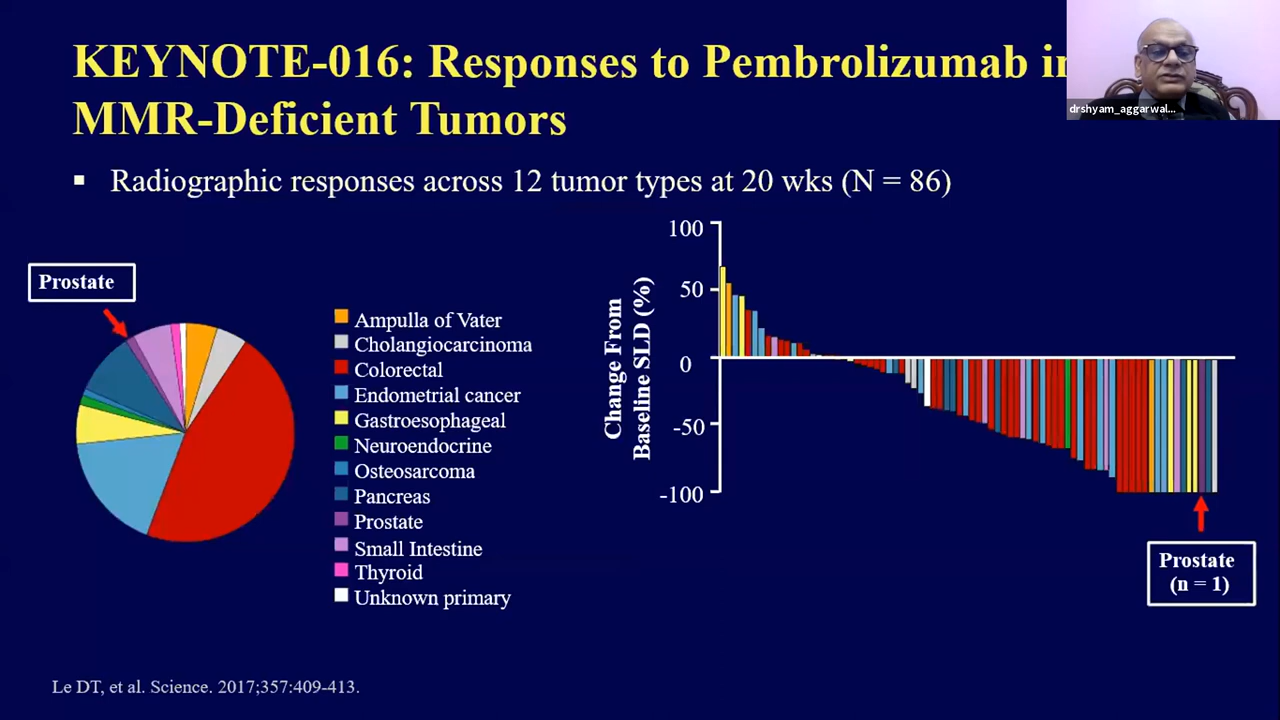 KEYNOTE-016: Responses to Pembrolizumab in
MMR-Deficient Tumors
drshyam_aggarwal...
▪ Radiographic responses across 12 tumor types at 20 wks (N = 86)
Prostate
Ampulla of Vater
Cholangiocarcinoma
Colorectal
Endometrial cancer
Gastroesophageal
Neuroendocrine
Osteosarcoma
Pancreas
Prostate
Small Intestine
Thyroid
Unknown primary
Change From
Baseline SLD (%)
100
50
0
-50
-100
Prostate
(n = 1)
Le DT, et al. Science. 2017;357:409-413.